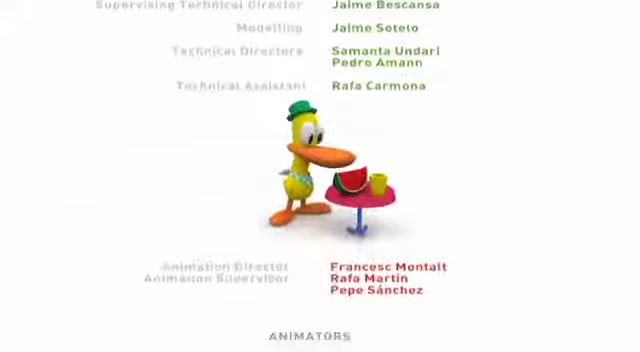 Supervising Technical Director Jaime Bescansa
Modelling Jaime Sotelo
Technical Directors Samanta Undari
Pedro Amann
Technical Assistant Rafa Carmona
Animation Director Francesc Montalt
Animation Supervisor Rafa Martin
Pepe Sánchez
ANIMATORS